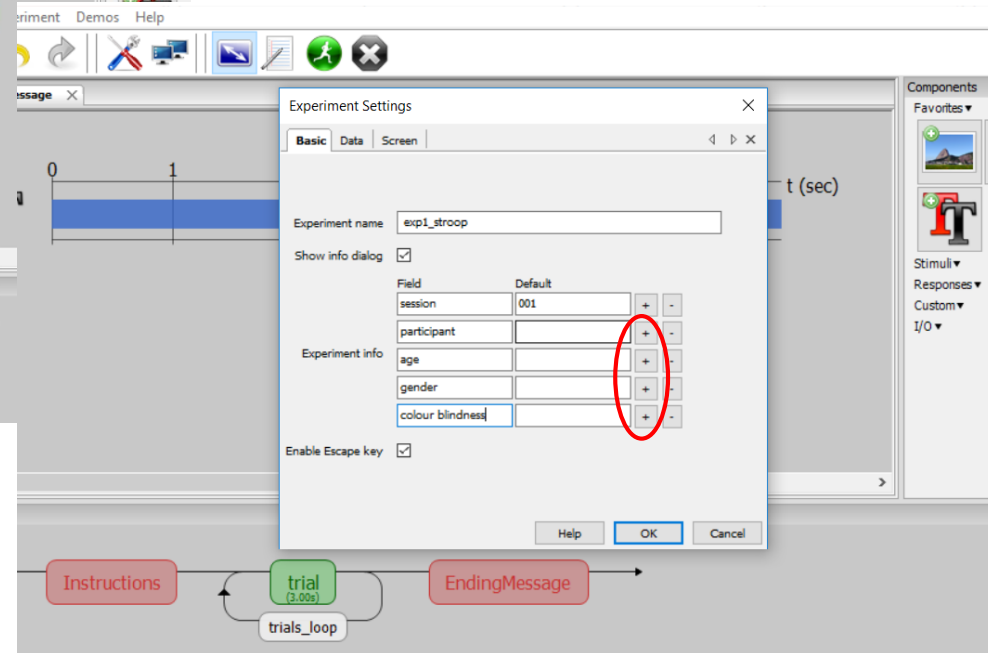 eriment Demos Help
essage
Components
Favorites
Experiment Settings
Basic Data Screen
0 1
t (sec)
Experiment name exp1_stroop
Show info dialog
Field Default
session 001 + -
participant + -
Experiment info
age + -
gender + -
colour blindness + -
Enable Escape key
Help OK Cancel
Stimuli
Responses
Custom
I/O
Instructions
trial
(3.00s)
trials_loop
EndingMessage